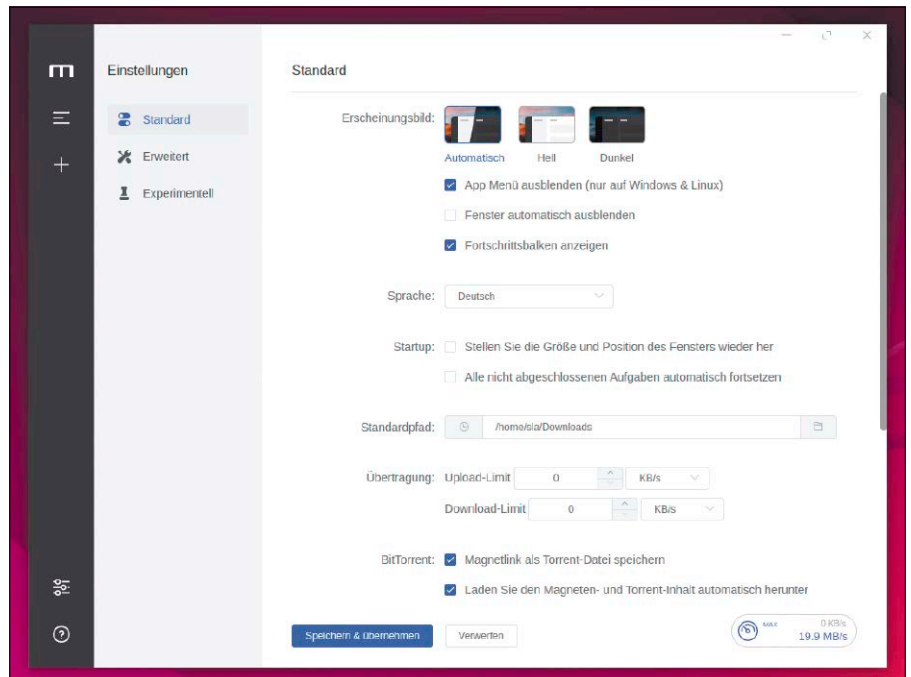 m
Einstellungen
Standard
Erweitert
Experimentell
Standard
Erscheinungsbild:
Automatisch
Hell
Dunkel
App Menü ausblenden (nur auf Windows & Linux)
Fenster automatisch ausblenden
Fortschrittsbalken anzeigen
Sprache:
Deutsch
Startup:
Stellen Sie die Größe und Position des Fensters wieder her
Alle nicht abgeschlossenen Aufgaben automatisch fortsetzen
Standardpfad:
/home/sla/Downloads
Übertragung:
Upload-Limit
0
KB/s
Download-Limit
0
KB/s
BitTorrent:
Magnetlink als Torrent-Datei speichern
Laden Sie den Magneten- und Torrent-Inhalt automatisch herunter
Speichern & übernehmen
Verwerten
MAX
0 KB/s
19.9 MB/s